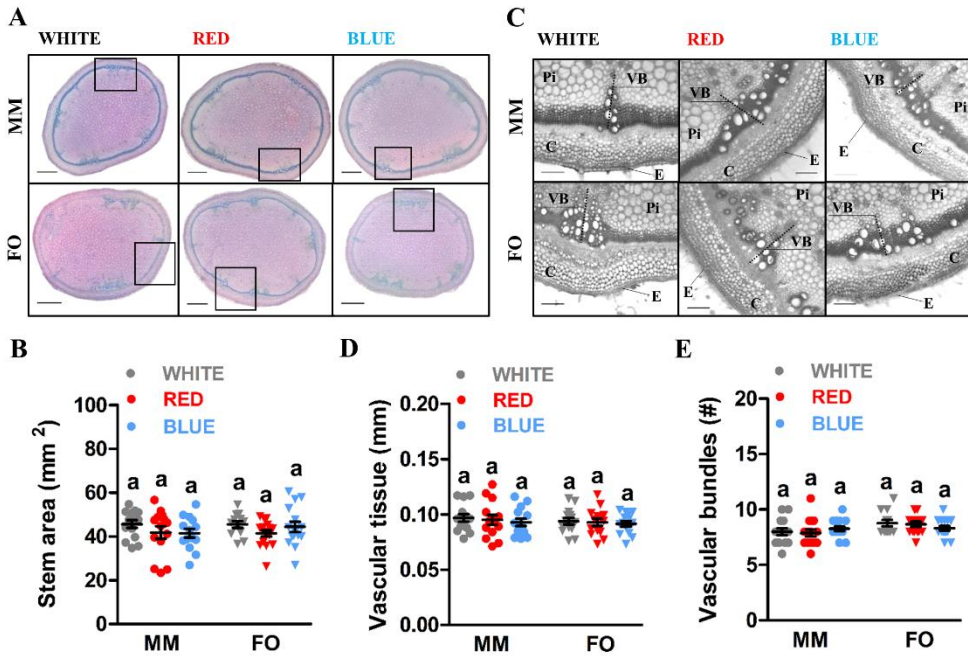 A
WHITE RED BLUE
MM
FO
C
WHITE RED BLUE
MM
Pi VB C E
VB Pi C E
VB Pi E C
FO
VB Pi C E
Pi VB E C
Pi VB C E
B
WHITE
RED
BLUE
Stem area (mm 2)
100
80
60
40
20
0
a a a a a a
MM FO
D
WHITE
RED
BLUE
Vascular tissue (mm)
0.20
0.15
0.10
0.05
0.00
a a a a a a
MM FO
E
WHITE
RED
BLUE
Vascular bundles (#)
20
15
10
5
0
a a a a a a
MM FO